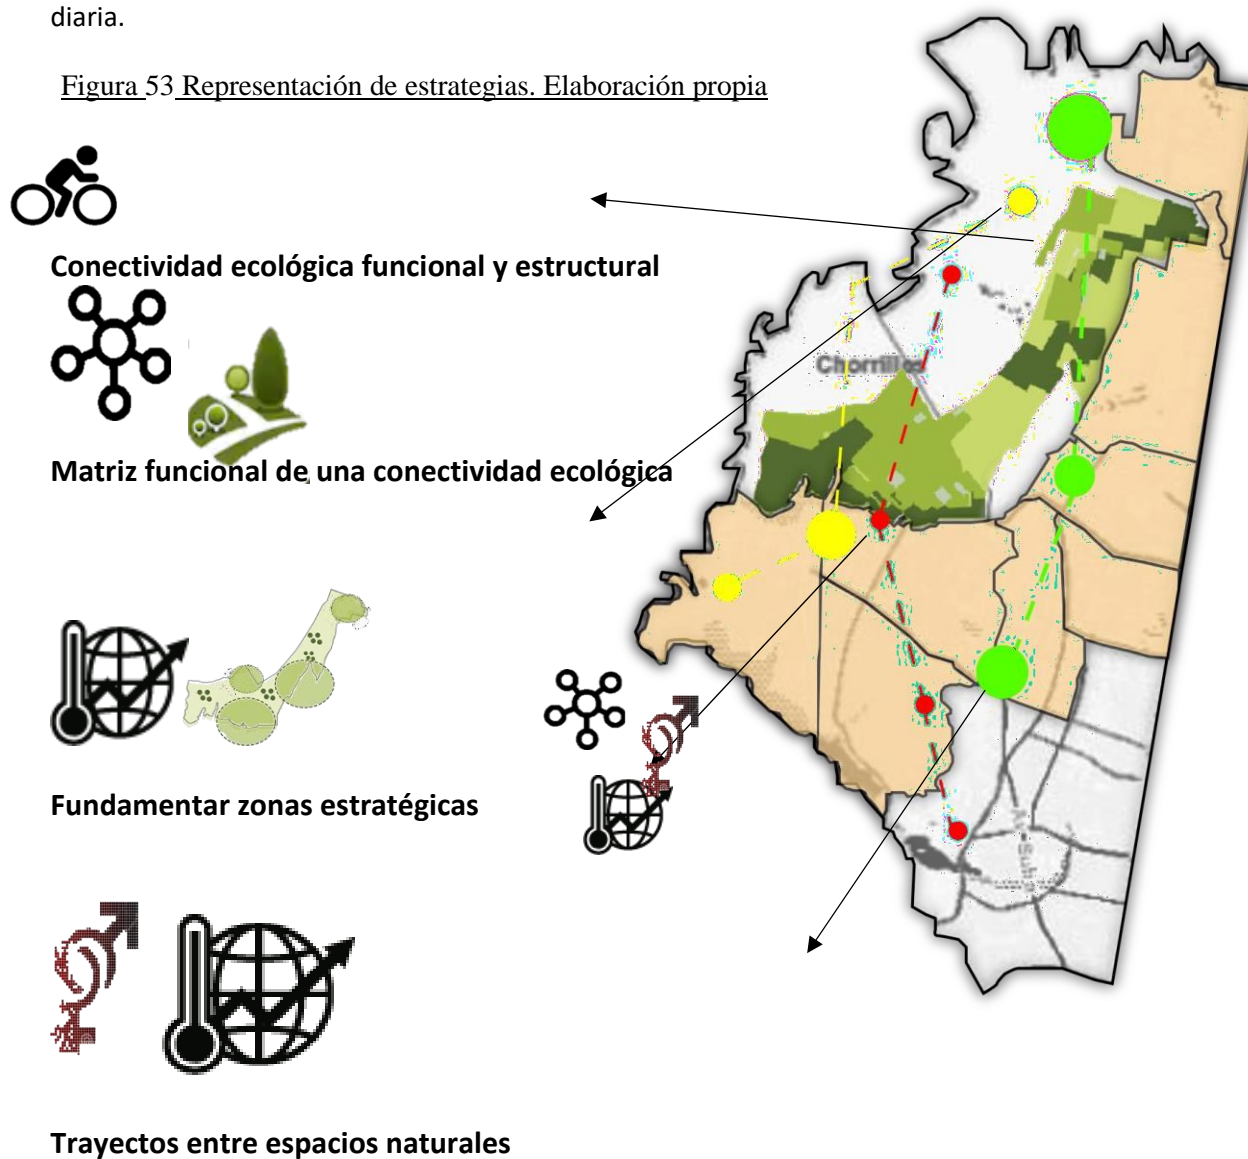 diaria.
Figura 53 Representación de estrategias. Elaboración propia
Conectividad ecológica funcional y estructural
Chorrillos
Matriz funcional de una conectividad ecológica
Fundamentar zonas estratégicas
Trayectos entre espacios naturales